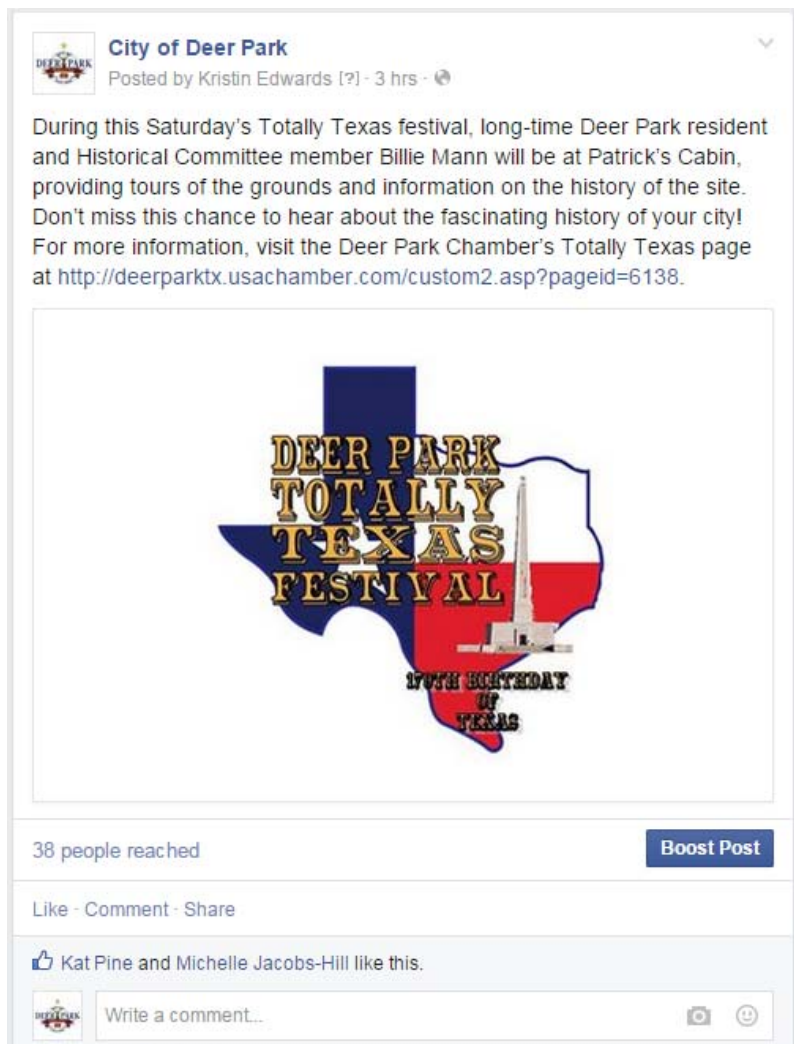 City of Deer Park
Posted by Kristin Edwards [?] · 3 hrs ·
During this Saturday's Totally Texas festival, long-time Deer Park resident
and Historical Committee member Billie Mann will be at Patrick's Cabin,
providing tours of the grounds and information on the history of the site.
Don't miss this chance to hear about the fascinating history of your city!
For more information, visit the Deer Park Chamber's Totally Texas page
at http://deerparktx.usachamber.com/custom2.asp?pageid=6138.
DEER PARK
TOTALLY
TEXAS
FESTIVAL
BIRTHDAY
OF
TEXAS
38 people reached
Boost Post
Like · Comment · Share
Kat Pine and Michelle Jacobs-Hill like this.
DEER PARK
Write a comment...